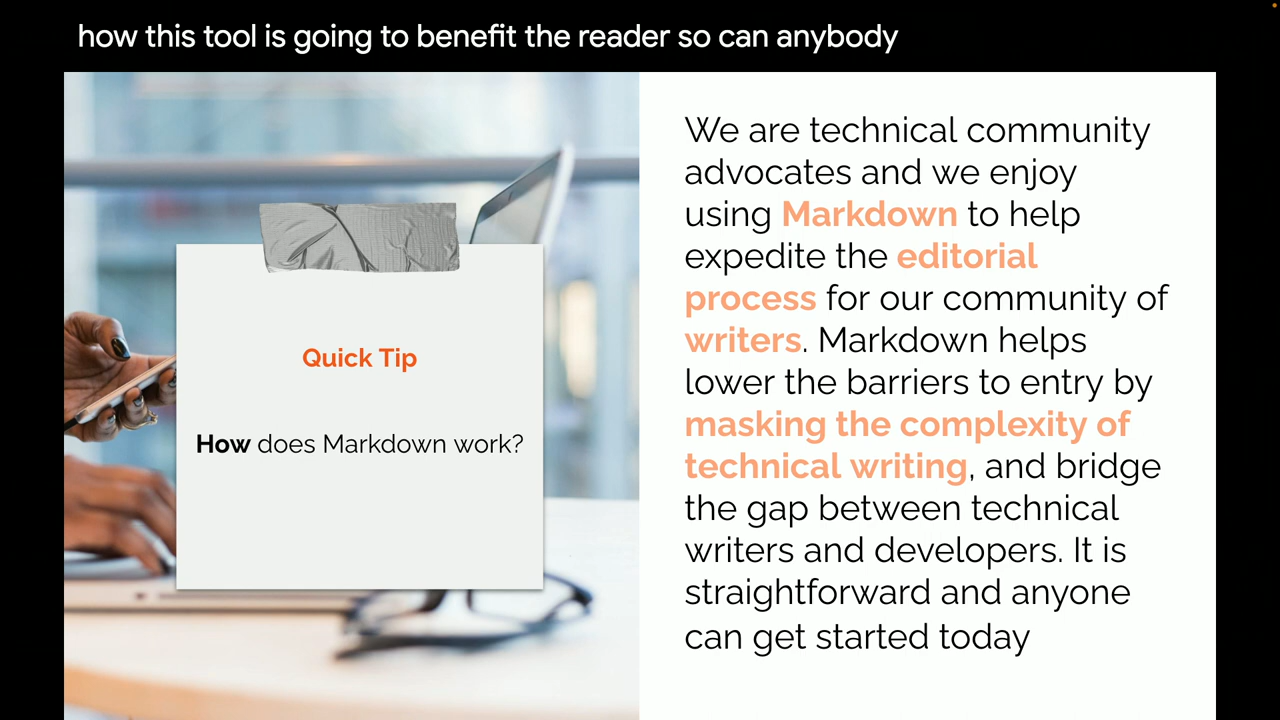 how this tool is going to benefit the reader so can anybody
Quick Tip
How does Markdown work?
We are technical community
advocates and we enjoy
using Markdown to help
expedite the editorial
process for our community of
writers. Markdown helps
lower the barriers to entry by
masking the complexity of
technical writing, and bridge
the gap between technical
writers and developers. It is
straightforward and anyone
can get started today